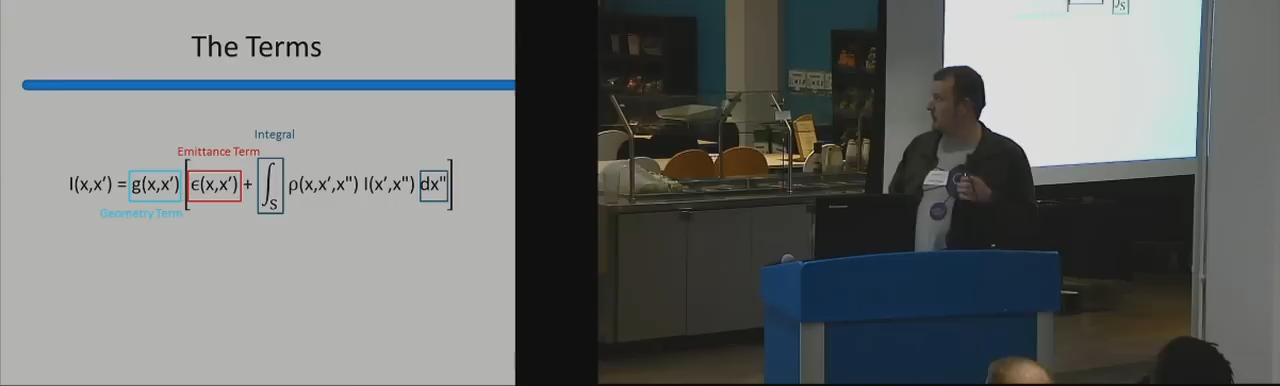 The Terms
Integral
Emittance Term
I(x,x′) = g(x,x′) [ϵ(x,x′) + ∫S ρ(x,x′,x″) I(x′,x″) dx″]
Geometry Term
∫S